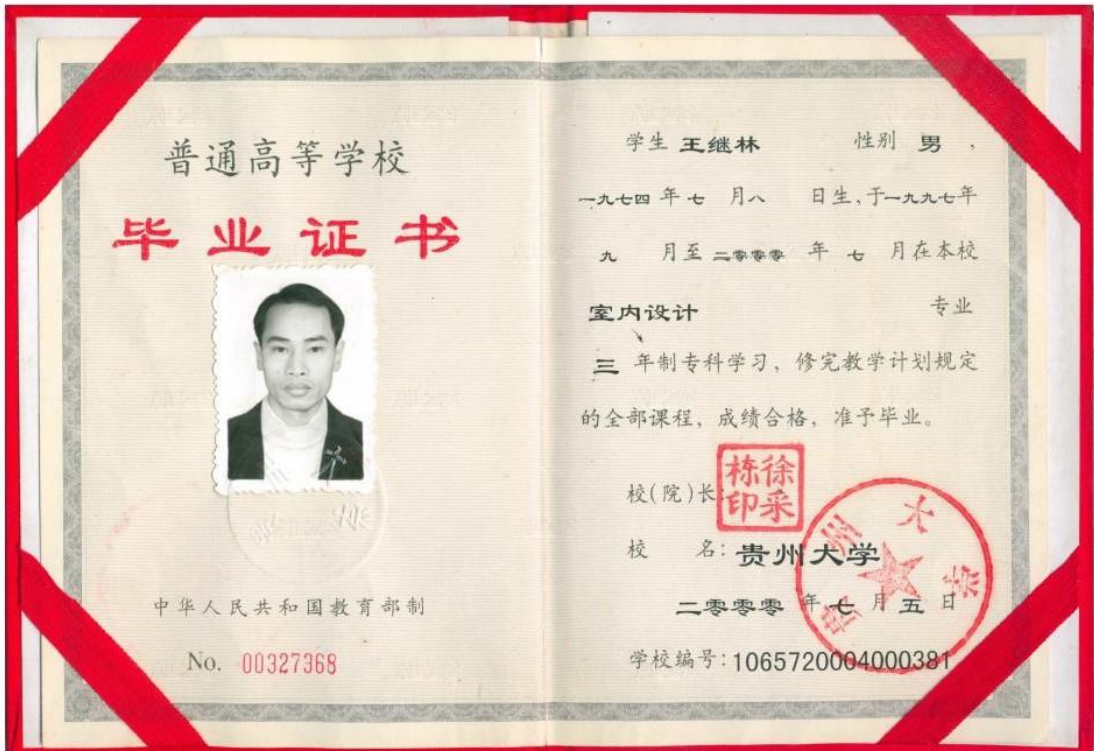 普通高等学校
毕业证书
中华人民共和国教育部制
No. 00327368
学生 王继林 性别 男 ，
一九七四 年 七 月 八 日生、于 一九九七年
九 月至 二零零零 年 七 月在本校
室内设计 专业
三 年制专科学习，修完教学计划规定
的全部课程，成绩合格，准予毕业。
校(院)长:
徐采栋印
校 名: 贵州大学
贵州大学
二零零零 年 七 月 五 日
学校编号: 1065720004000381